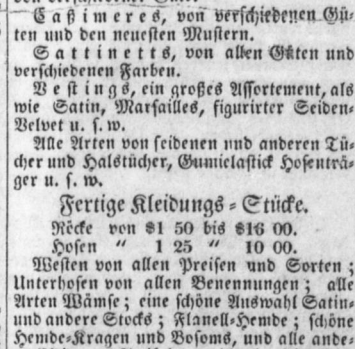 Caßimeres, von verschiedenen Gü-
ten und den neuesten Mustern.
Sattinetts, von allen Güten und
verschiedenen Farben.
Vestings, ein großes Assortement, als
wie Satin, Marsailles, figurirter Seiden-
Velvet u. s. w.
Alle Arten von seidenen und anderen Tü-
cher und Halstücher, Gumielastick Hosenträ-
ger u. s. w.
Fertige Kleidungs-Stücke.
Röcke von $1 50 bis $16 00.
Hosen “ 1 25 “ 10 00.
Westen von allen Preisen und Sorten;
Unterhosen von allen Benennungen; alle
Arten Wämse; eine schöne Auswahl Satin-
und andere Stocks; Flanell-Hemde; schöne
Hemde-Kragen und Bosoms, und alle ande-